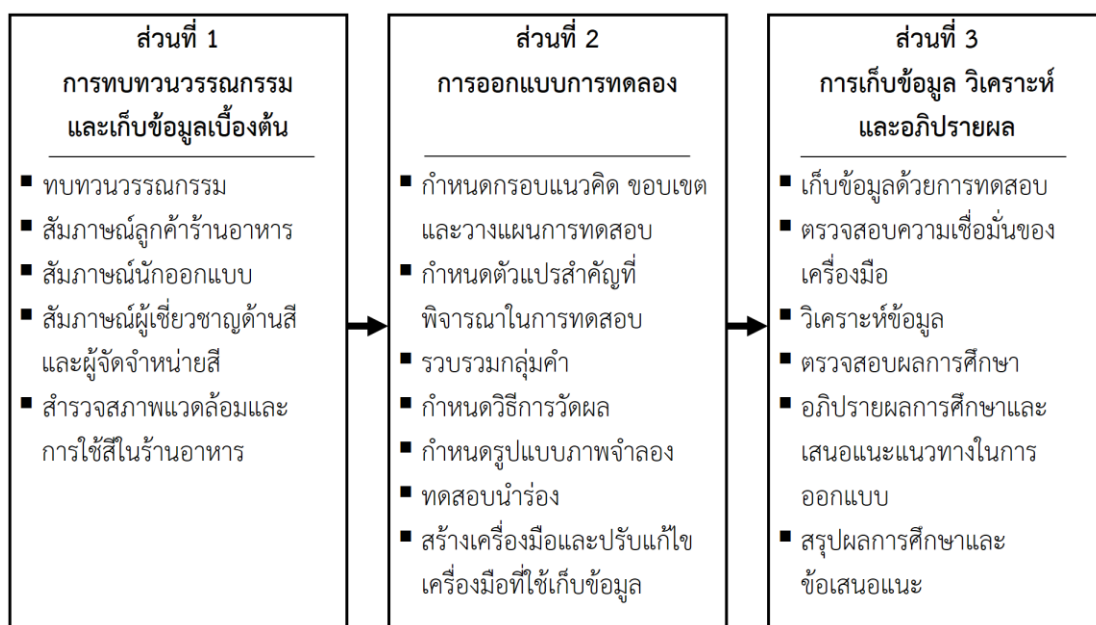 ส่วนที่ 1
การทบทวนวรรณกรรม
และเก็บข้อมูลเบื้องต้น
■ ทบทวนวรรณกรรม
■ สัมภาษณ์ลูกค้าร้านอาหาร
■ สัมภาษณ์นักออกแบบ
■ สัมภาษณ์ผู้เชี่ยวชาญด้านสี
และผู้จัดจำหน่ายสี
■ สำรวจสภาพแวดล้อมและ
การใช้สีในร้านอาหาร
ส่วนที่ 2
การออกแบบการทดลอง
■ กำหนดกรอบแนวคิด ขอบเขต
และวางแผนการทดสอบ
■ กำหนดตัวแปรสำคัญที่
พิจารณาในการทดสอบ
■ รวบรวมกลุ่มคำ
■ กำหนดวิธีการวัดผล
■ กำหนดรูปแบบภาพจำลอง
■ ทดสอบนำร่อง
■ สร้างเครื่องมือและปรับแก้ไข
เครื่องมือที่ใช้เก็บข้อมูล
ส่วนที่ 3
การเก็บข้อมูล วิเคราะห์
และอภิปรายผล
■ เก็บข้อมูลด้วยการทดสอบ
■ ตรวจสอบความเชื่อมั่นของ
เครื่องมือ
■ วิเคราะห์ข้อมูล
■ ตรวจสอบผลการศึกษา
■ อภิปรายผลการศึกษาและ
เสนอแนะแนวทางในการ
ออกแบบ
■ สรุปผลการศึกษาและ
ข้อเสนอแนะ